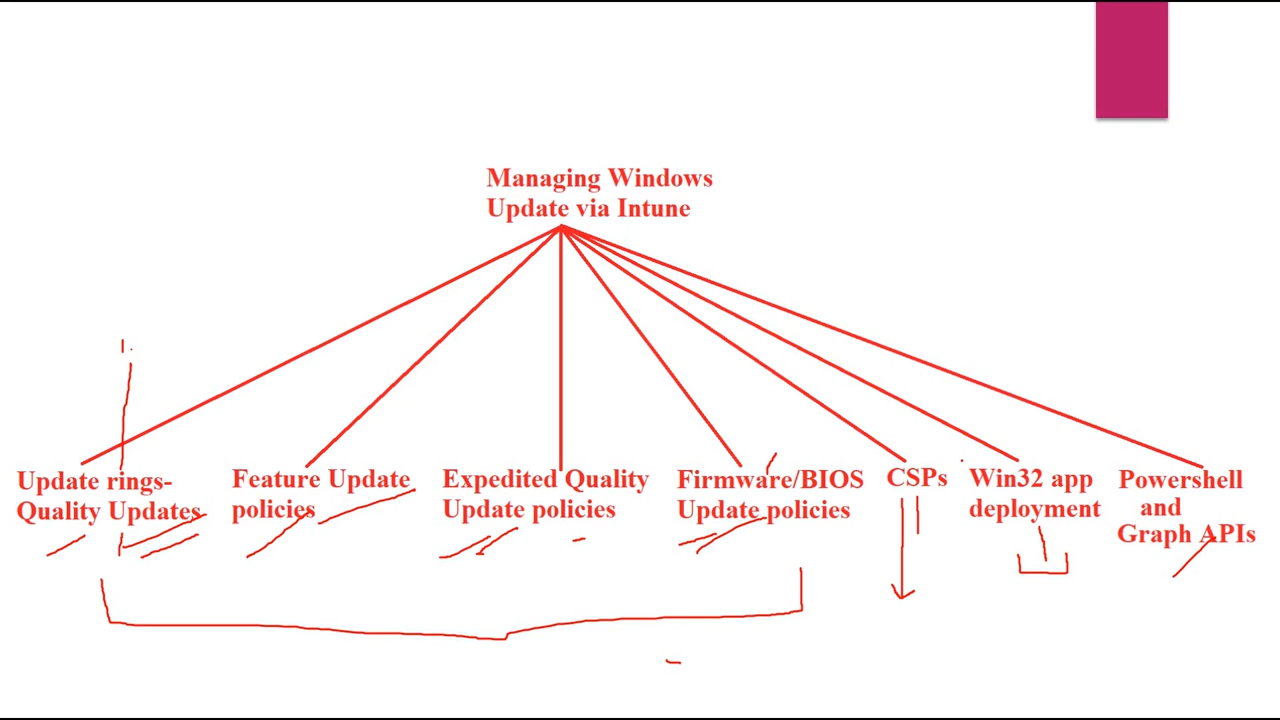 Managing Windows
Update via Intune
1.
Update rings-
Quality Updates
Feature Update
policies
Expedited Quality
Update policies
Firmware/BIOS
Update policies
CSPs
Win32 app
deployment
Powershell
and
Graph APIs